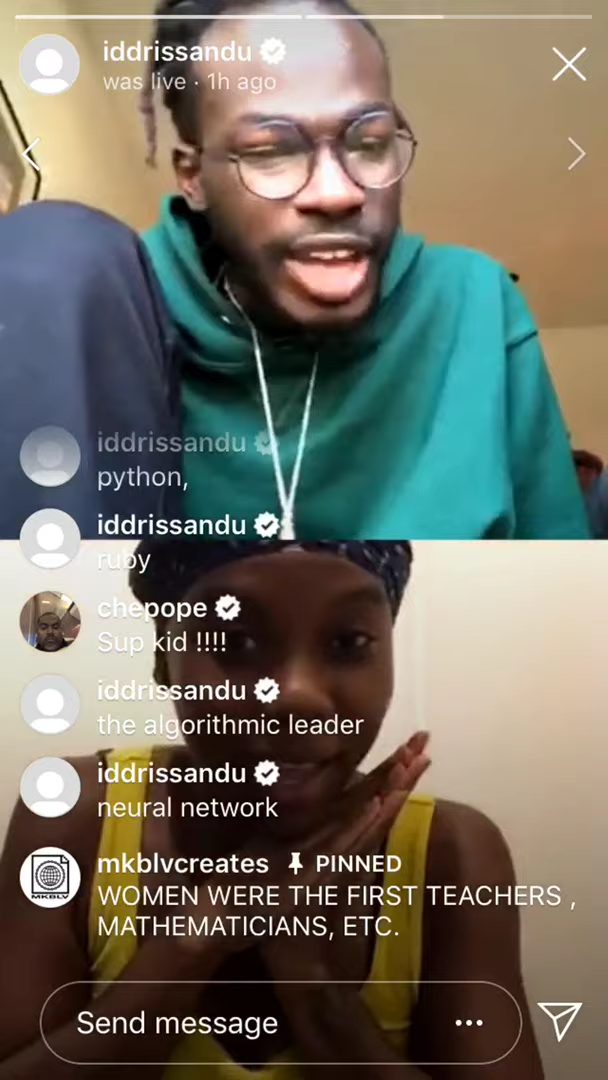 iddrissandu
was live · 1h ago
iddrissandu
python,
iddrissandu
ruby
chepope
Sup kid !!!!
iddrissandu
the algorithmic leader
iddrissandu
neural network
mkblvcreates PINNED
WOMEN WERE THE FIRST TEACHERS ,
MATHEMATICIANS, ETC.
MKBLV
Send message